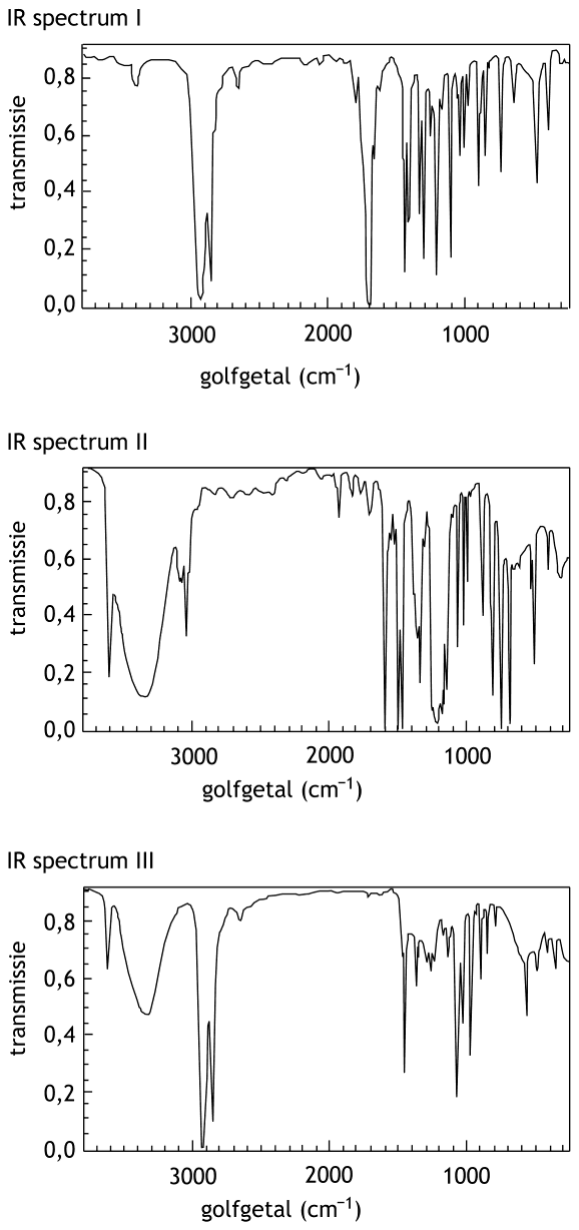 IR spectrum I
transmissie
0,8
0,6
0,4
0,2
0,0
3000 2000 1000
golfgetal (cm⁻¹)
IR spectrum II
transmissie
0,8
0,6
0,4
0,2
0,0
3000 2000 1000
golfgetal (cm⁻¹)
IR spectrum III
transmissie
0,8
0,6
0,4
0,2
0,0
3000 2000 1000
golfgetal (cm⁻¹)